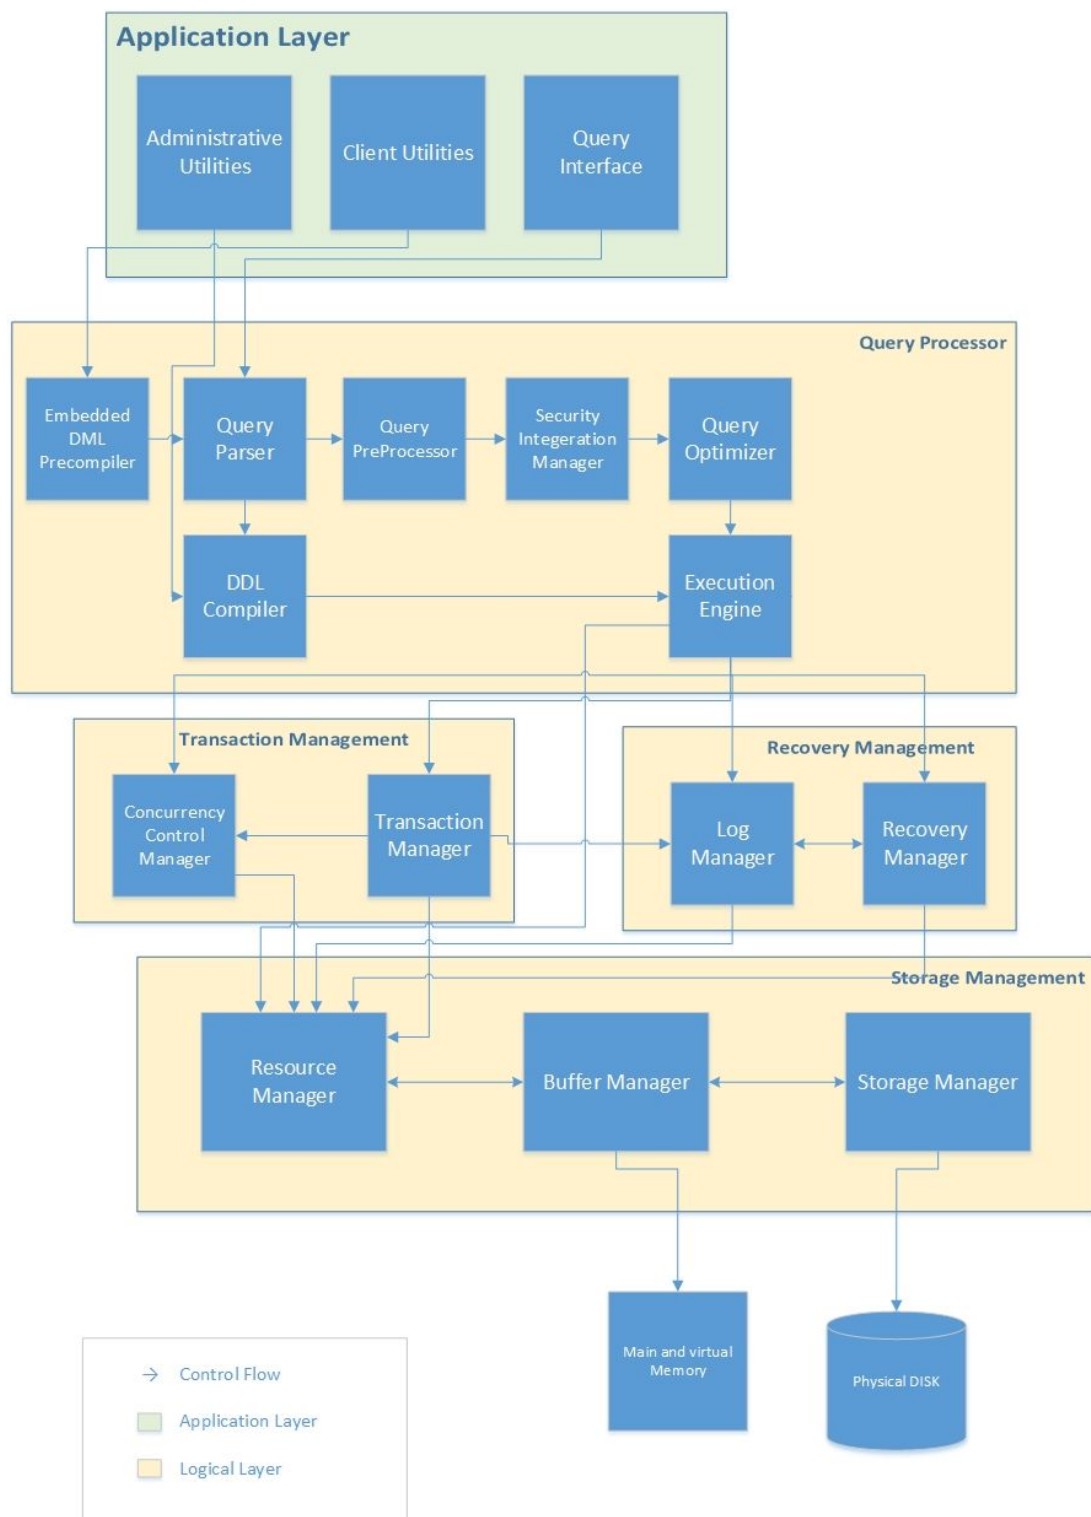 Application Layer
Administrative
Utilities
Client Utilities
Query
Interface
Query Processor
Embedded
DML
Precompiler
Query
Parser
Query
PreProcessor
Security
Integeration
Manager
Query
Optimizer
DDL
Compiler
Execution
Engine
Transaction Management
Recovery Management
Concurrency
Control
Manager
Transaction
Manager
Log
Manager
Recovery
Manager
Storage Management
Resource
Manager
Buffer Manager
Storage Manager
Main and virtual
Memory
Physical DISK
Control Flow
Application Layer
Logical Layer